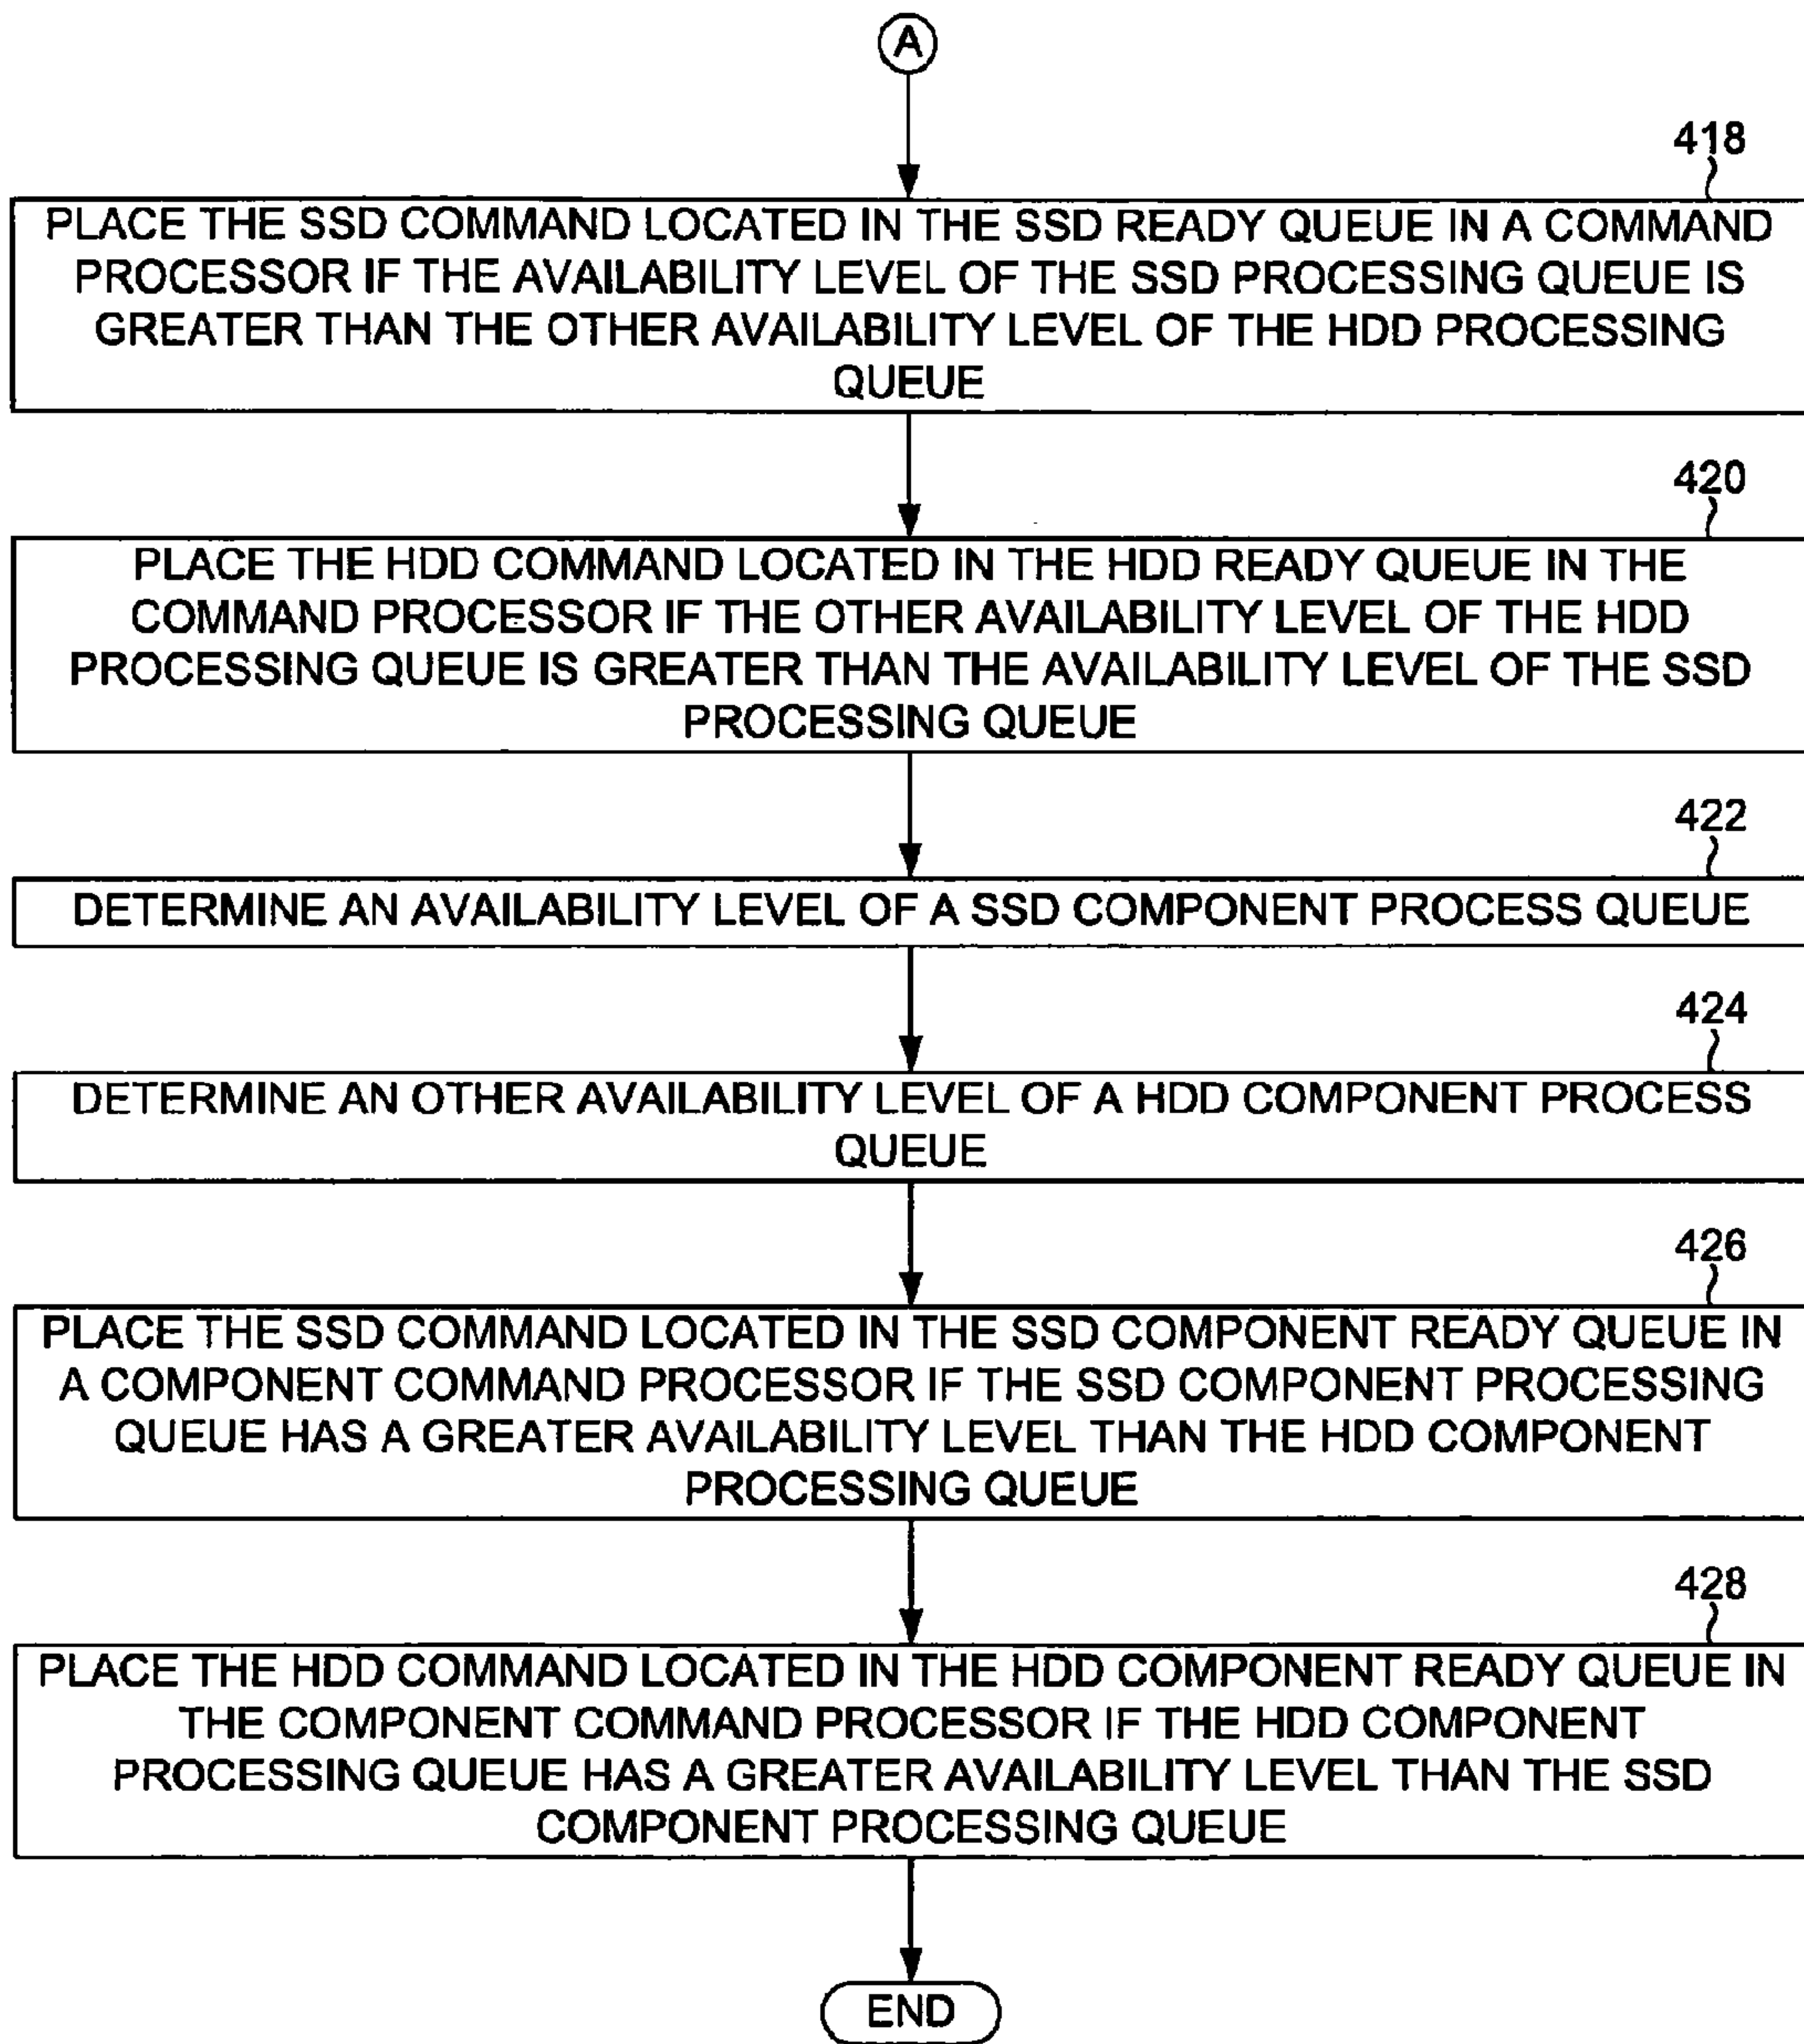 A
418
PLACE THE SSD COMMAND LOCATED IN THE SSD READY QUEUE IN A COMMAND
PROCESSOR IF THE AVAILABILITY LEVEL OF THE SSD PROCESSING QUEUE IS
GREATER THAN THE OTHER AVAILABILITY LEVEL OF THE HDD PROCESSING
QUEUE
420
PLACE THE HDD COMMAND LOCATED IN THE HDD READY QUEUE IN THE
COMMAND PROCESSOR IF THE OTHER AVAILABILITY LEVEL OF THE HDD
PROCESSING QUEUE IS GREATER THAN THE AVAILABILITY LEVEL OF THE SSD
PROCESSING QUEUE
422
DETERMINE AN AVAILABILITY LEVEL OF A SSD COMPONENT PROCESS QUEUE
424
DETERMINE AN OTHER AVAILABILITY LEVEL OF A HDD COMPONENT PROCESS
QUEUE
426
PLACE THE SSD COMMAND LOCATED IN THE SSD COMPONENT READY QUEUE IN
A COMPONENT COMMAND PROCESSOR IF THE SSD COMPONENT PROCESSING
QUEUE HAS A GREATER AVAILABILITY LEVEL THAN THE HDD COMPONENT
PROCESSING QUEUE
428
PLACE THE HDD COMMAND LOCATED IN THE HDD COMPONENT READY QUEUE IN
THE COMPONENT COMMAND PROCESSOR IF THE HDD COMPONENT
PROCESSING QUEUE HAS A GREATER AVAILABILITY LEVEL THAN THE SSD
COMPONENT PROCESSING QUEUE
END